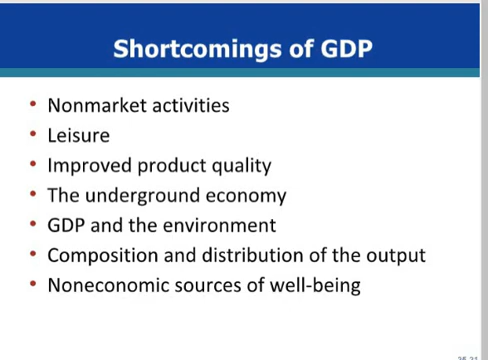 Shortcomings of GDP
• Nonmarket activities
• Leisure
• Improved product quality
• The underground economy
• GDP and the environment
• Composition and distribution of the output
• Noneconomic sources of well-being